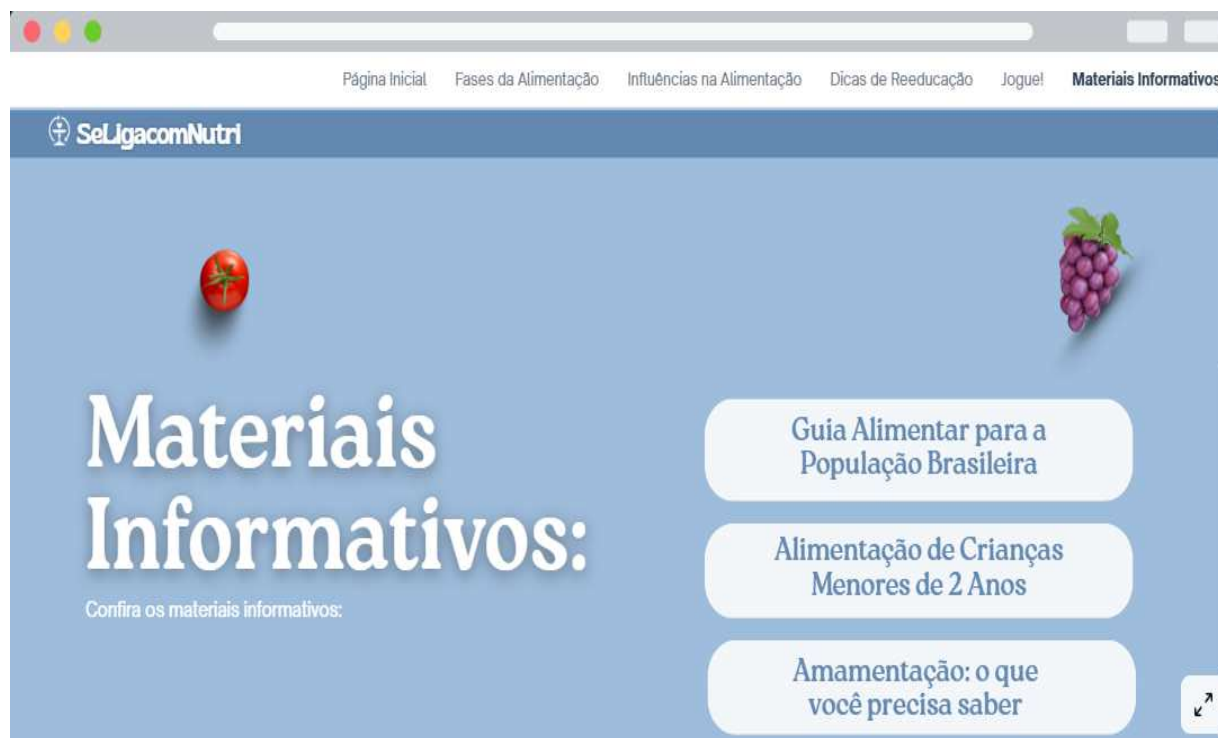 Página Inicial Fases da Alimentação Influências na Alimentação Dicas de Reeducação Jogue! Materiais Informativos
SeLigacomNutri
Materiais
Informativos:
Confira os materiais informativos:
Guia Alimentar para a
População Brasileira
Alimentação de Crianças
Menores de 2 Anos
Amamentação: o que
você precisa saber